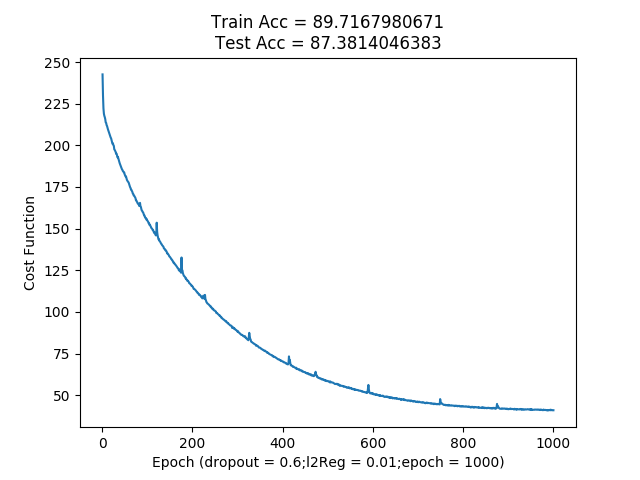 Train Acc = 89.7167980671
Test Acc = 87.3814046383
250
225
200
175
150
125
100
75
50
Cost Function
0 200 400 600 800 1000
Epoch (dropout = 0.6;l2Reg = 0.01;epoch = 1000)